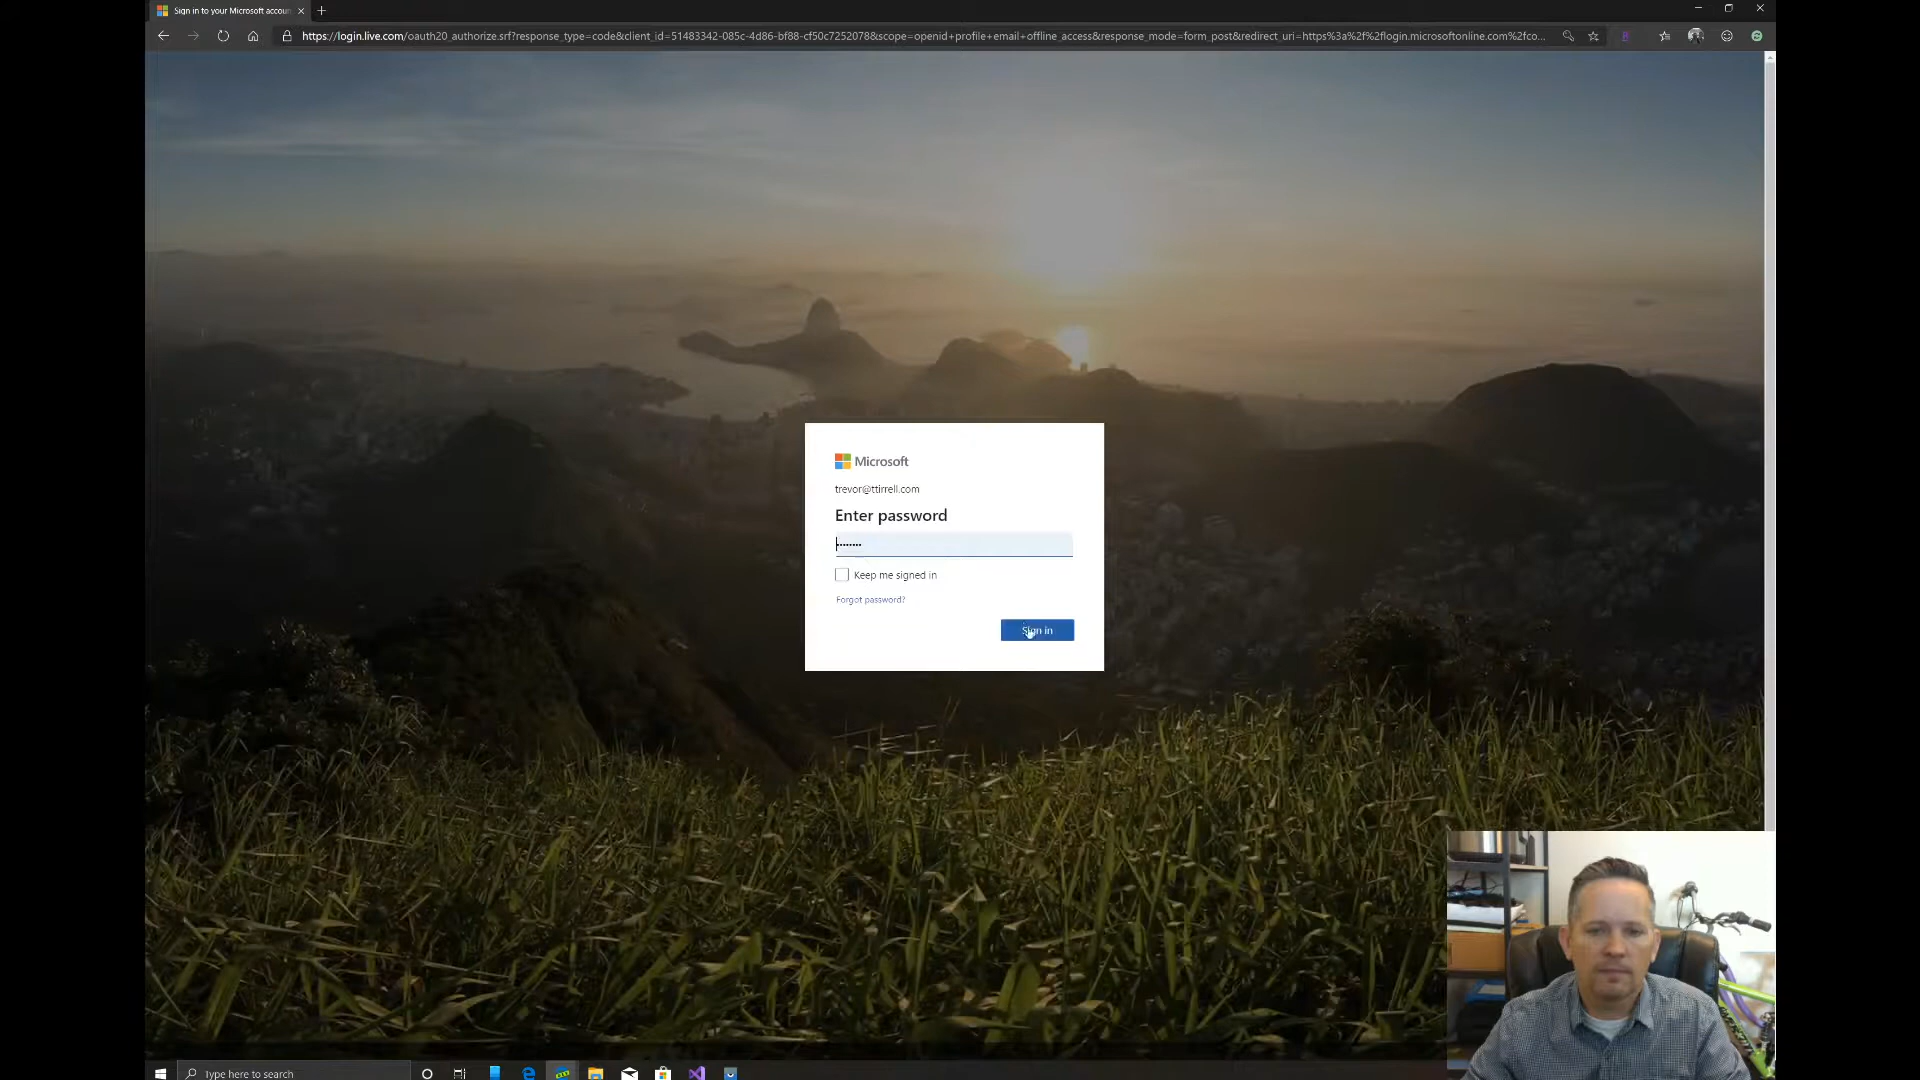 Sign in to your Microsoft accoun
https://login.live.com/oauth20_authorize.srf?response_type=code&client_id=51483342-085c-4d86-bf88-cf50c7252078&scope=openid+profile+email+offline_access&response_mode=form_post&redirect_uri=https%3a%2f%2flogin.microsoftonline.com%2fco...
Microsoft
trevor@ttirrell.com
Enter password
Keep me signed in
Forgot password?
Sign in
Type here to search